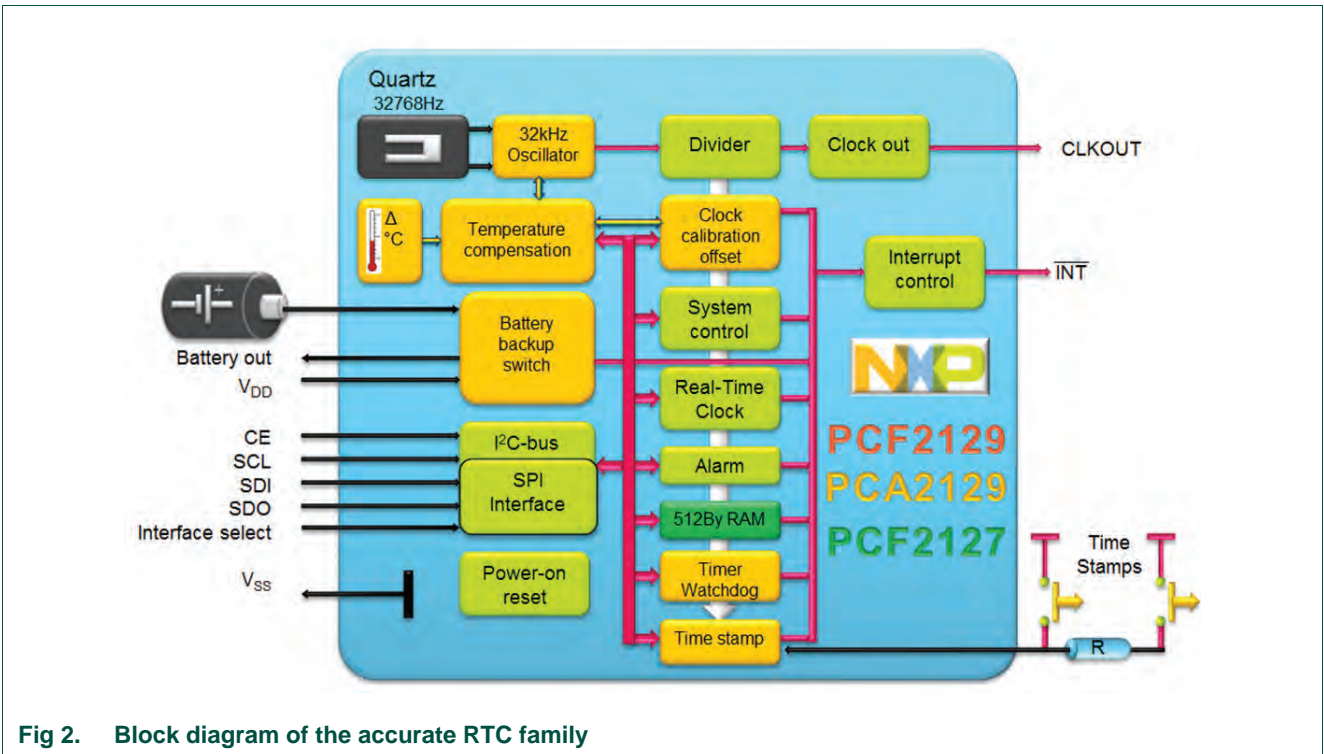 Quartz
32768Hz
32kHz
Oscillator
Divider
Clock out
CLKOUT
Δ
°C
Temperature
compensation
Clock
calibration
offset
Interrupt
control
INT
+
Battery out
V_DD
Battery
backup
switch
System
control
NXP
Real-Time
Clock
PCF2129
PCA2129
PCF2127
CE
SCL
SDI
SDO
Interface select
I²C-bus
SPI
Interface
Alarm
512By RAM
Timer
Watchdog
Time stamp
V_SS
Power-on
reset
Time
Stamps
R
Fig 2. Block diagram of the accurate RTC family